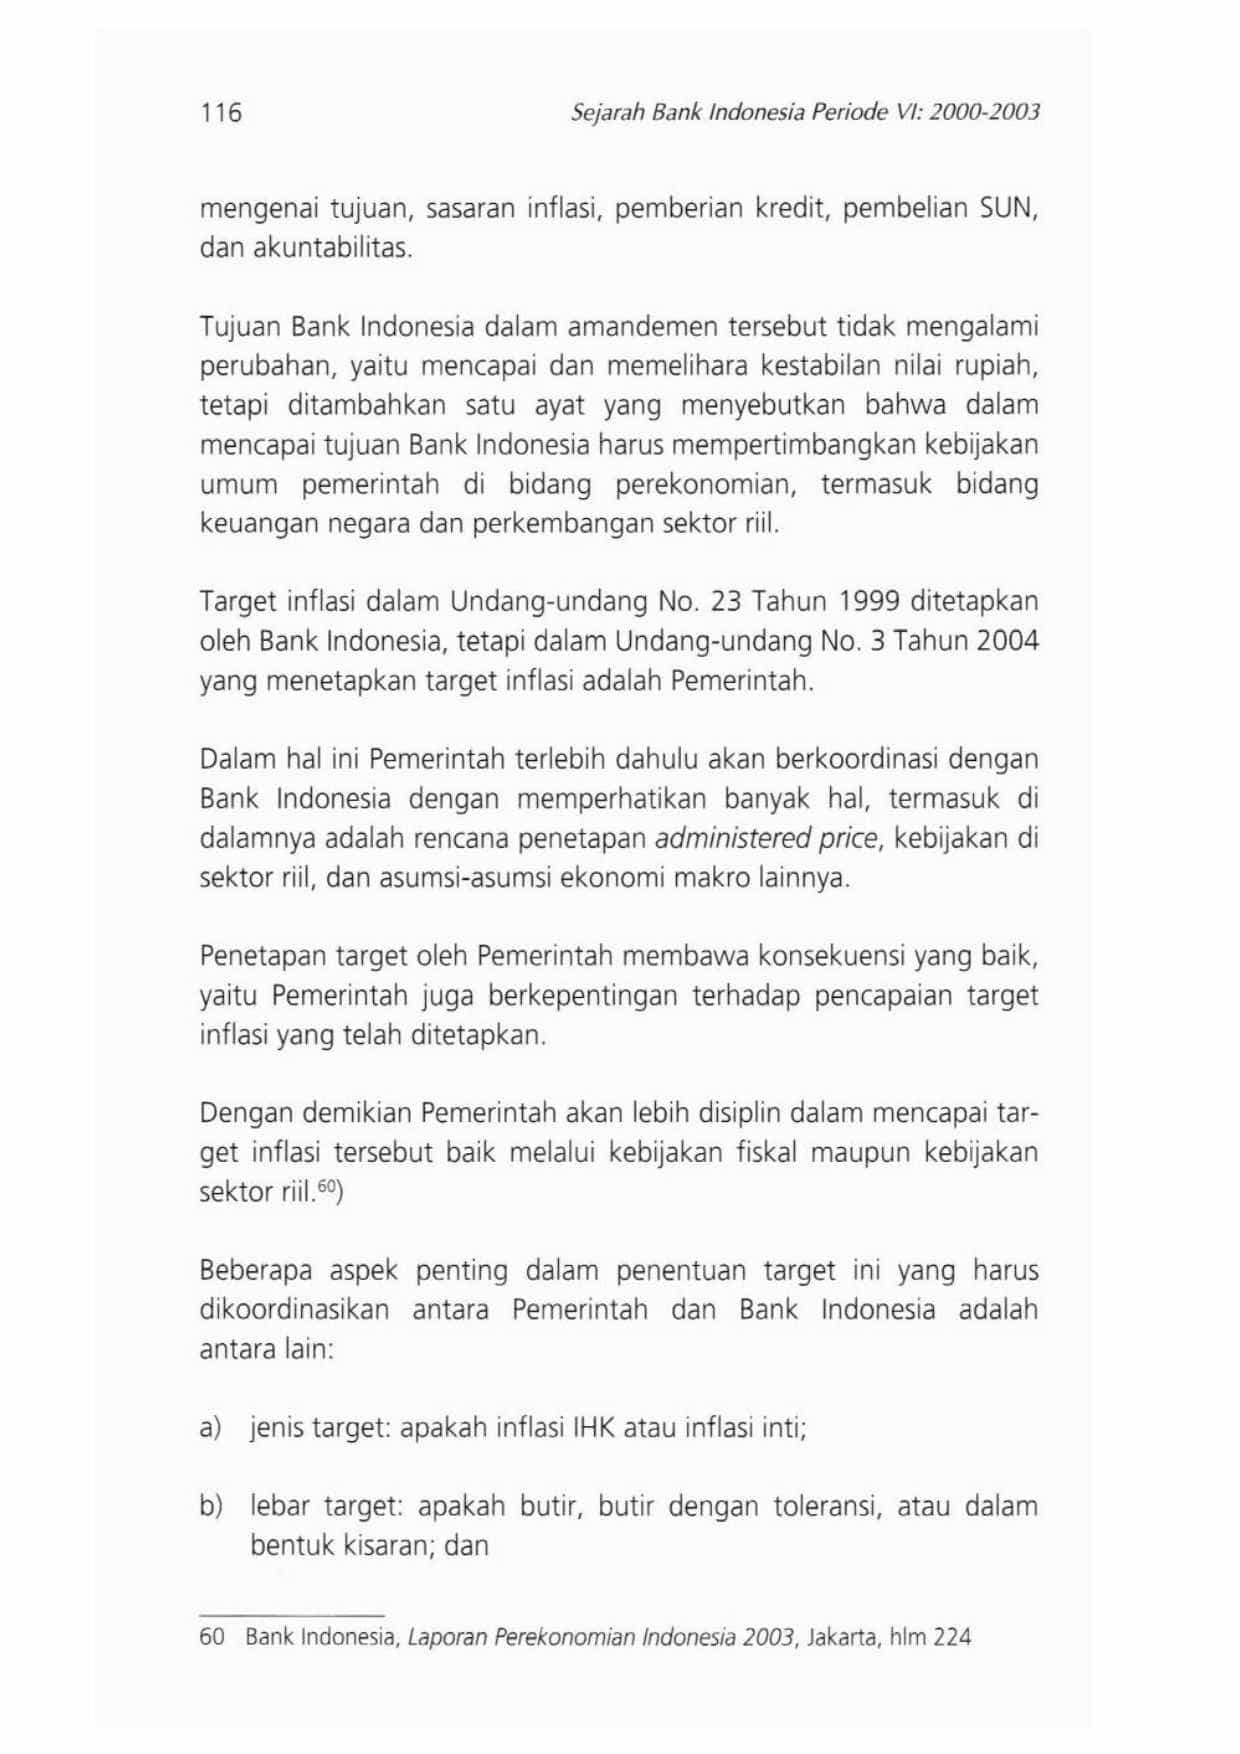 116
Sejarah Bank Indonesia Periode VI: 2000-2003
mengenai tujuan, sasaran inflasi, pemberian kredit, pembelian SUN,
dan akuntabilitas.
Tujuan Bank Indonesia dalam amandemen tersebut tidak mengalami
perubahan, yaitu mencapai dan memelihara kestabilan nilai rupiah,
tetapi ditambahkan satu ayat yang menyebutkan bahwa dalam
mencapai tujuan Bank Indonesia harus mempertimbangkan kebijakan
umum pemerintah di bidang perekonomian, termasuk bidang
keuangan negara dan perkembangan sektor riil.
Target inflasi dalam Undang-undang No. 23 Tahun 1999 ditetapkan
oleh Bank Indonesia, tetapi dalam Undang-undang No. 3 Tahun 2004
yang menetapkan target inflasi adalah Pemerintah.
Dalam hal ini Pemerintah terlebih dahulu akan berkoordinasi dengan
Bank Indonesia dengan memperhatikan banyak hal, termasuk di
dalamnya adalah rencana penetapan administered price, kebijakan di
sektor riil, dan asumsi-asumsi ekonomi makro lainnya.
Penetapan target oleh Pemerintah membawa konsekuensi yang baik,
yaitu Pemerintah juga berkepentingan terhadap pencapaian target
inflasi yang telah ditetapkan.
Dengan demikian Pemerintah akan lebih disiplin dalam mencapai tar-
get inflasi tersebut baik melalui kebijakan fiskal maupun kebijakan
sektor riil.60)
Beberapa aspek penting dalam penentuan target ini yang harus
dikoordinasikan antara Pemerintah dan Bank Indonesia adalah
antara lain:
a) jenis target: apakah inflasi IHK atau inflasi inti;
b) lebar target: apakah butir, butir dengan toleransi, atau dalam
bentuk kisaran; dan
60 Bank Indonesia, Laporan Perekonomian Indonesia 2003, Jakarta, hlm 224